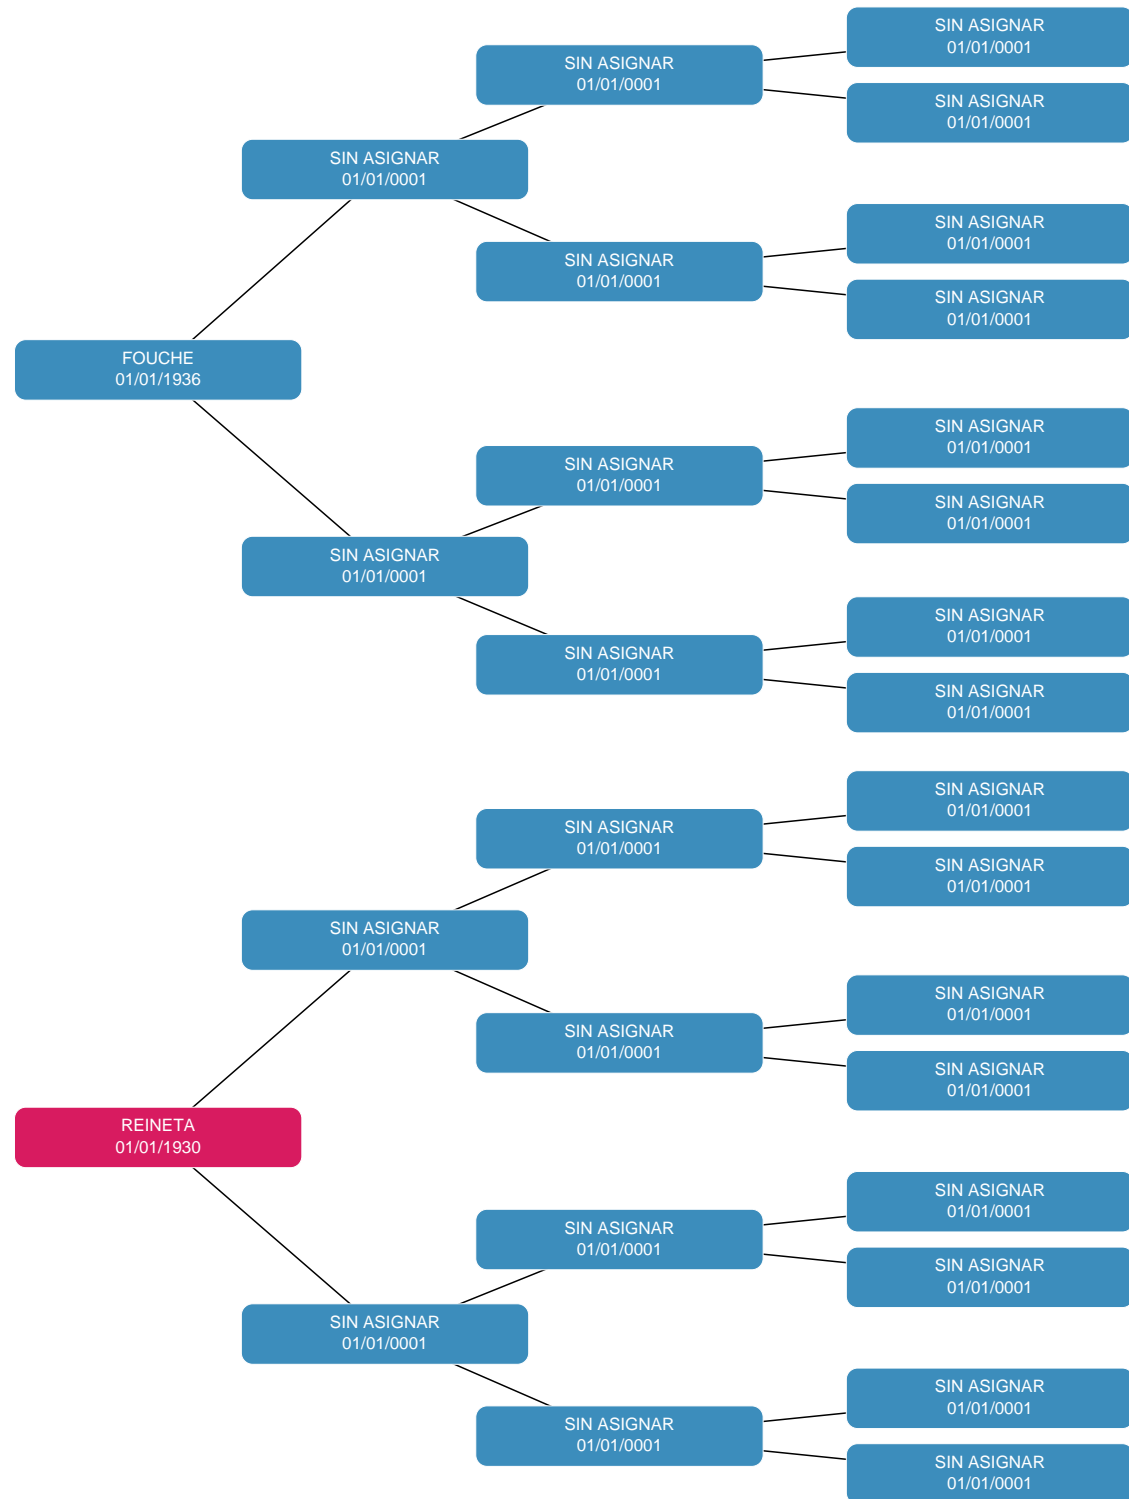 SIN ASIGNAR
01/01/0001
SIN ASIGNAR
01/01/0001
SIN ASIGNAR
01/01/0001
SIN ASIGNAR
01/01/0001
SIN ASIGNAR
01/01/0001
SIN ASIGNAR
01/01/0001
SIN ASIGNAR
01/01/0001
FOUCHE
01/01/1936
SIN ASIGNAR
01/01/0001
SIN ASIGNAR
01/01/0001
SIN ASIGNAR
01/01/0001
SIN ASIGNAR
01/01/0001
SIN ASIGNAR
01/01/0001
SIN ASIGNAR
01/01/0001
SIN ASIGNAR
01/01/0001
SIN ASIGNAR
01/01/0001
SIN ASIGNAR
01/01/0001
SIN ASIGNAR
01/01/0001
SIN ASIGNAR
01/01/0001
SIN ASIGNAR
01/01/0001
SIN ASIGNAR
01/01/0001
SIN ASIGNAR
01/01/0001
REINETA
01/01/1930
SIN ASIGNAR
01/01/0001
SIN ASIGNAR
01/01/0001
SIN ASIGNAR
01/01/0001
SIN ASIGNAR
01/01/0001
SIN ASIGNAR
01/01/0001
SIN ASIGNAR
01/01/0001
SIN ASIGNAR
01/01/0001